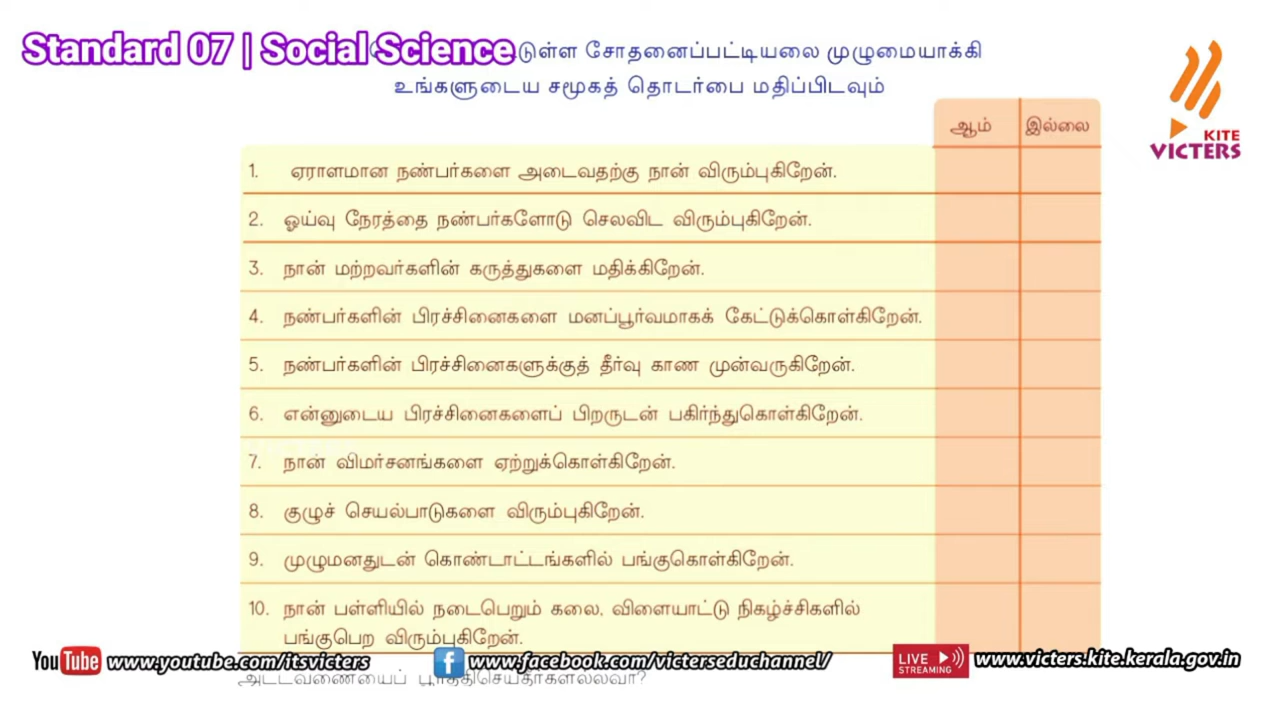 Standard 07 | Social Science சோதனைப்பட்டியலை முழுமையாக்கி
உங்களுடைய சமூகத் தொடர்பை மதிப்பிடவும்
ஆம் இல்லை
KITE
VICTERS
1. ஏராளமான நண்பர்களை அடைவதற்கு நான் விரும்புகிறேன்.
2. ஓய்வு நேரத்தை நண்பர்களோடு செலவிட விரும்புகிறேன்.
3. நான் மற்றவர்களின் கருத்துகளை மதிக்கிறேன்.
4. நண்பர்களின் பிரச்சினைகளை மனப்பூர்வமாகக் கேட்டுக்கொள்கிறேன்.
5. நண்பர்களின் பிரச்சினைகளுக்குத் தீர்வு காண முன்வருகிறேன்.
6. என்னுடைய பிரச்சினைகளைப் பிறருடன் பகிர்ந்துகொள்கிறேன்.
7. நான் விமர்சனங்களை ஏற்றுக்கொள்கிறேன்.
8. குழுச் செயல்பாடுகளை விரும்புகிறேன்.
9. முழுமனதுடன் கொண்டாட்டங்களில் பங்குகொள்கிறேன்.
10. நான் பள்ளியில் நடைபெறும் கலை, விளையாட்டு நிகழ்ச்சிகளில்
பங்குபெற விரும்புகிறேன்.
YouTube www.youtube.com/itsvicters f www.facebook.com/victerseduchannel/ LIVE STREAMING www.victers.kite.kerala.gov.in
அட்டவணையைப் பூர்த்திசெய்தீர்களல்லவா?